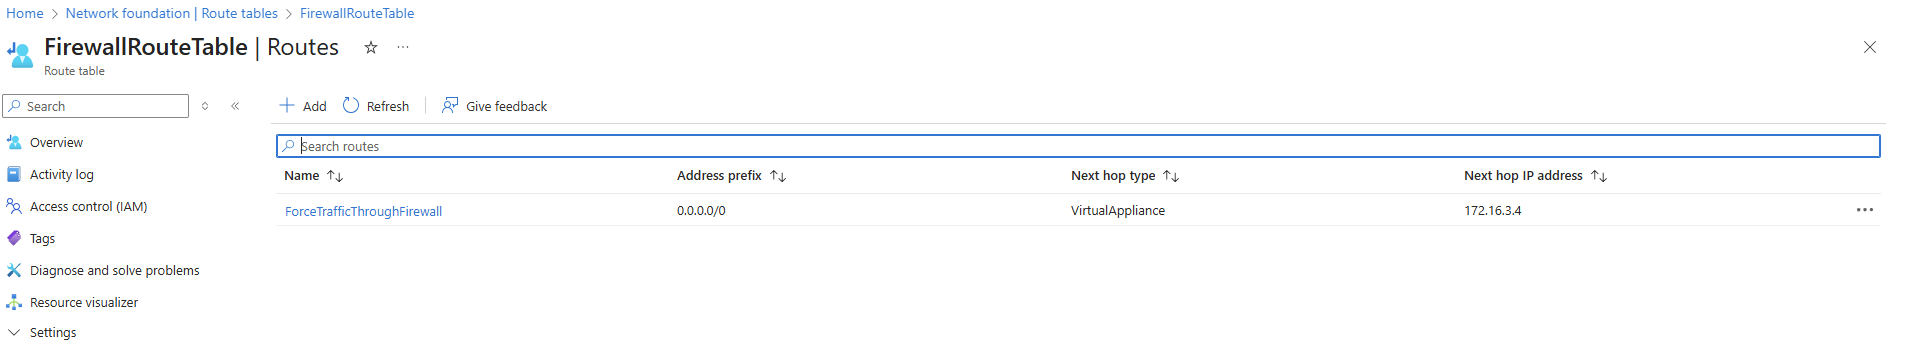 Home > Network foundation | Route tables > FirewallRouteTable
FirewallRouteTable | Routes
Route table
Search
Overview
Activity log
Access control (IAM)
Tags
Diagnose and solve problems
Resource visualizer
Settings
Add Refresh Give feedback
Search routes
Name Address prefix Next hop type Next hop IP address
ForceTrafficThroughFirewall 0.0.0.0/0 VirtualAppliance 172.16.3.4